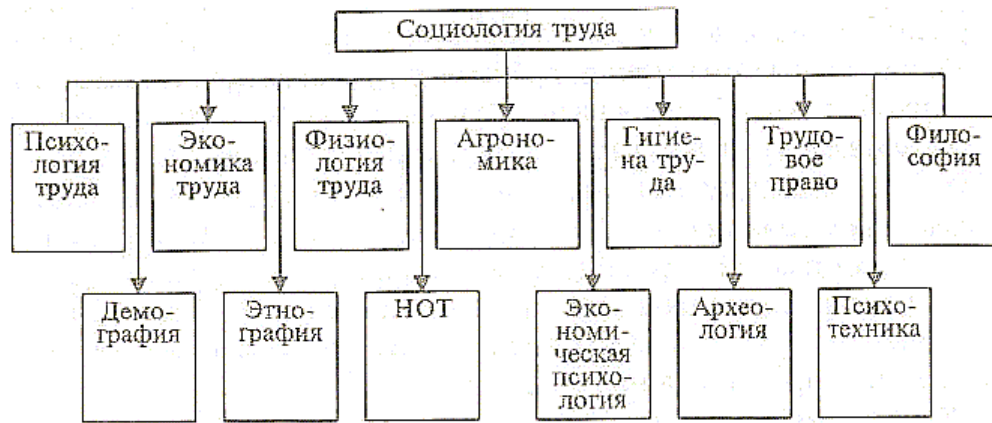 Социология труда
Психо-
логия
труда
Эко-
номика
труда
Физио-
логия
труда
Агроно-
мика
Гигие-
на тру-
да
Трудо-
вое
право
Фило-
софия
Демо-
графия
Этно-
графия
НОТ
Эко-
номи-
ческая
психо-
логия
Архео-
логия
Психо-
техника